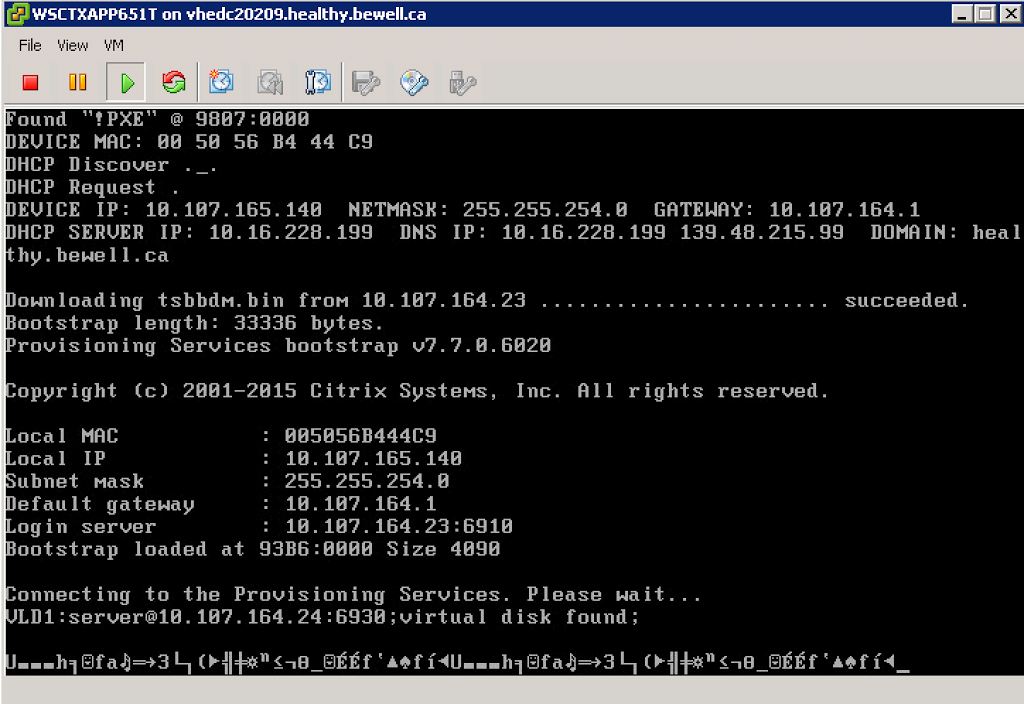 WSCTXAPP651T on vhedc20209.healthy.bewell.ca
File View VM
Found "!PXE" @ 9807:0000
DEVICE MAC: 00 50 56 B4 44 C9
DHCP Discover ._.
DHCP Request .
DEVICE IP: 10.107.165.140  NETMASK: 255.255.254.0  GATEWAY: 10.107.164.1
DHCP SERVER IP: 10.16.228.199  DNS IP: 10.16.228.199 139.48.215.99  DOMAIN: heal
thy.bewell.ca
Downloading tsbbdm.bin from 10.107.164.23 ....................... succeeded.
Bootstrap length: 33336 bytes.
Provisioning Services bootstrap v7.7.0.6020
Copyright (c) 2001-2015 Citrix Systems, Inc. All rights reserved.
Local MAC           : 005056B444C9
Local IP            : 10.107.165.140
Subnet mask         : 255.255.254.0
Default gateway     : 10.107.164.1
Login server        : 10.107.164.23:6910
Bootstrap loaded at 93B6:0000 Size 4090
Connecting to the Provisioning Services. Please wait...
VLD1:server@10.107.164.24:6930;virtual disk found;